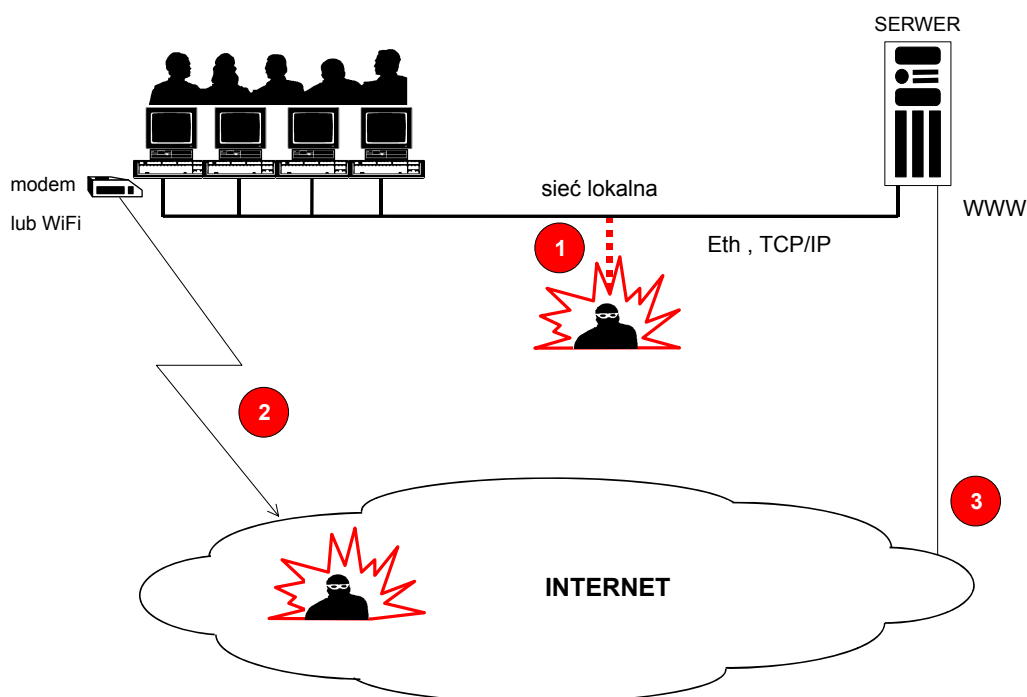 SERWER
modem
lub WiFi
sieć lokalna
WWW
1
Eth , TCP/IP
2
3
INTERNET